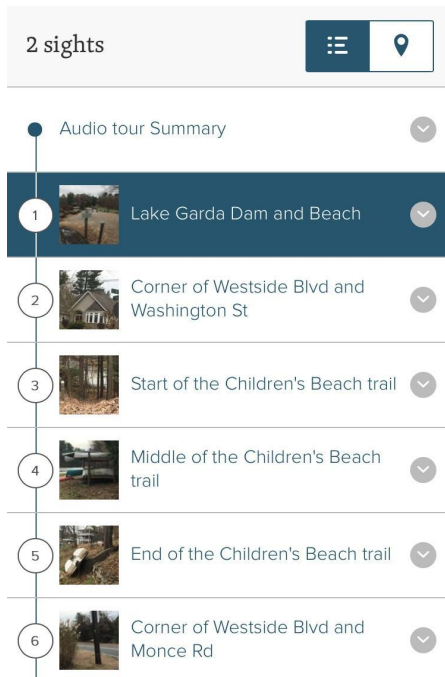 2 sights
Audio tour Summary
1
Lake Garda Dam and Beach
2
Corner of Westside Blvd and
Washington St
3
Start of the Children's Beach trail
4
Middle of the Children's Beach
trail
5
End of the Children's Beach trail
6
Corner of Westside Blvd and
Monce Rd